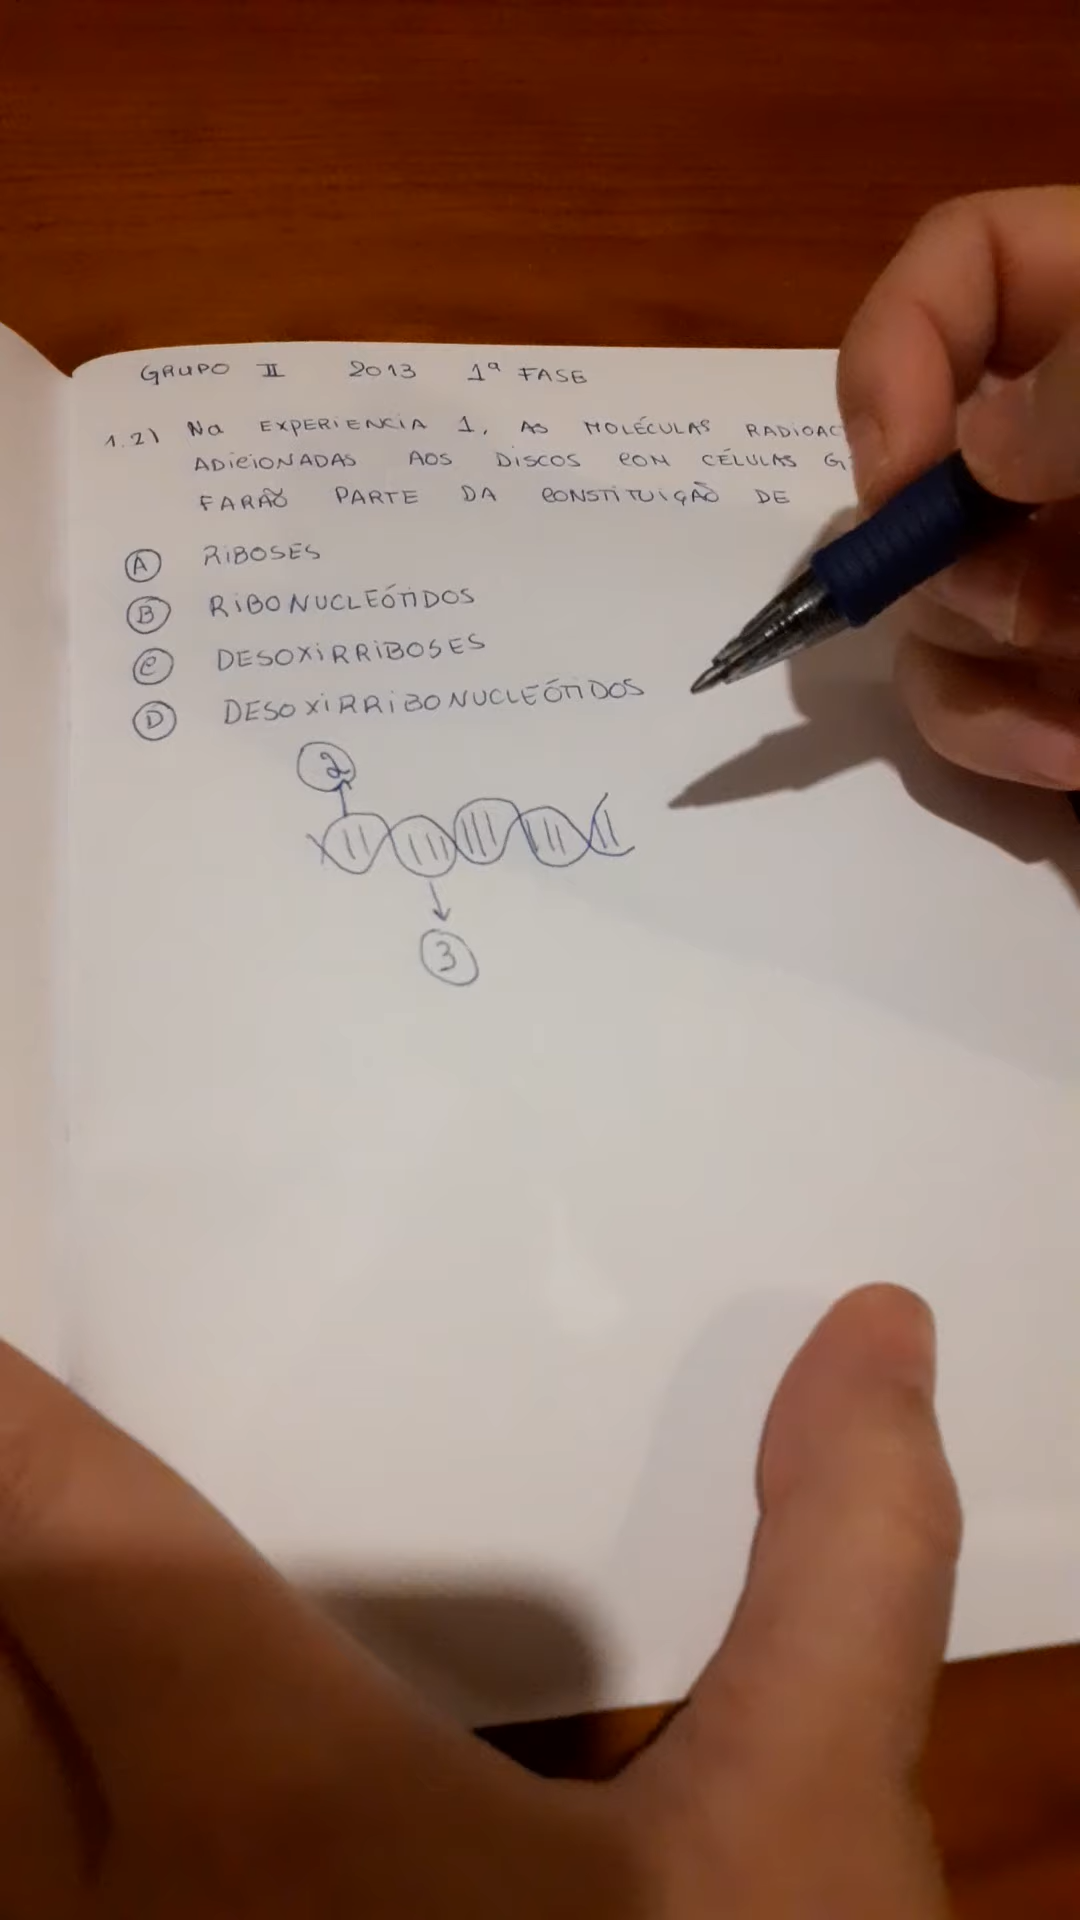 GRUPO II 2013 1ª FASE
1.2) Na EXPERIENCIA 1, AS MOLÉCULAS
ADICIONADAS AOS DISCOS COM CÉLULAS
FARÃO PARTE DA CONSTITUIÇÃO DE
A RIBOSES
B RIBONUCLEÓTIDOS
C DESOXIRRIBOSES
D DESOXIRRIBONUCLEÓTIDOS
2
3